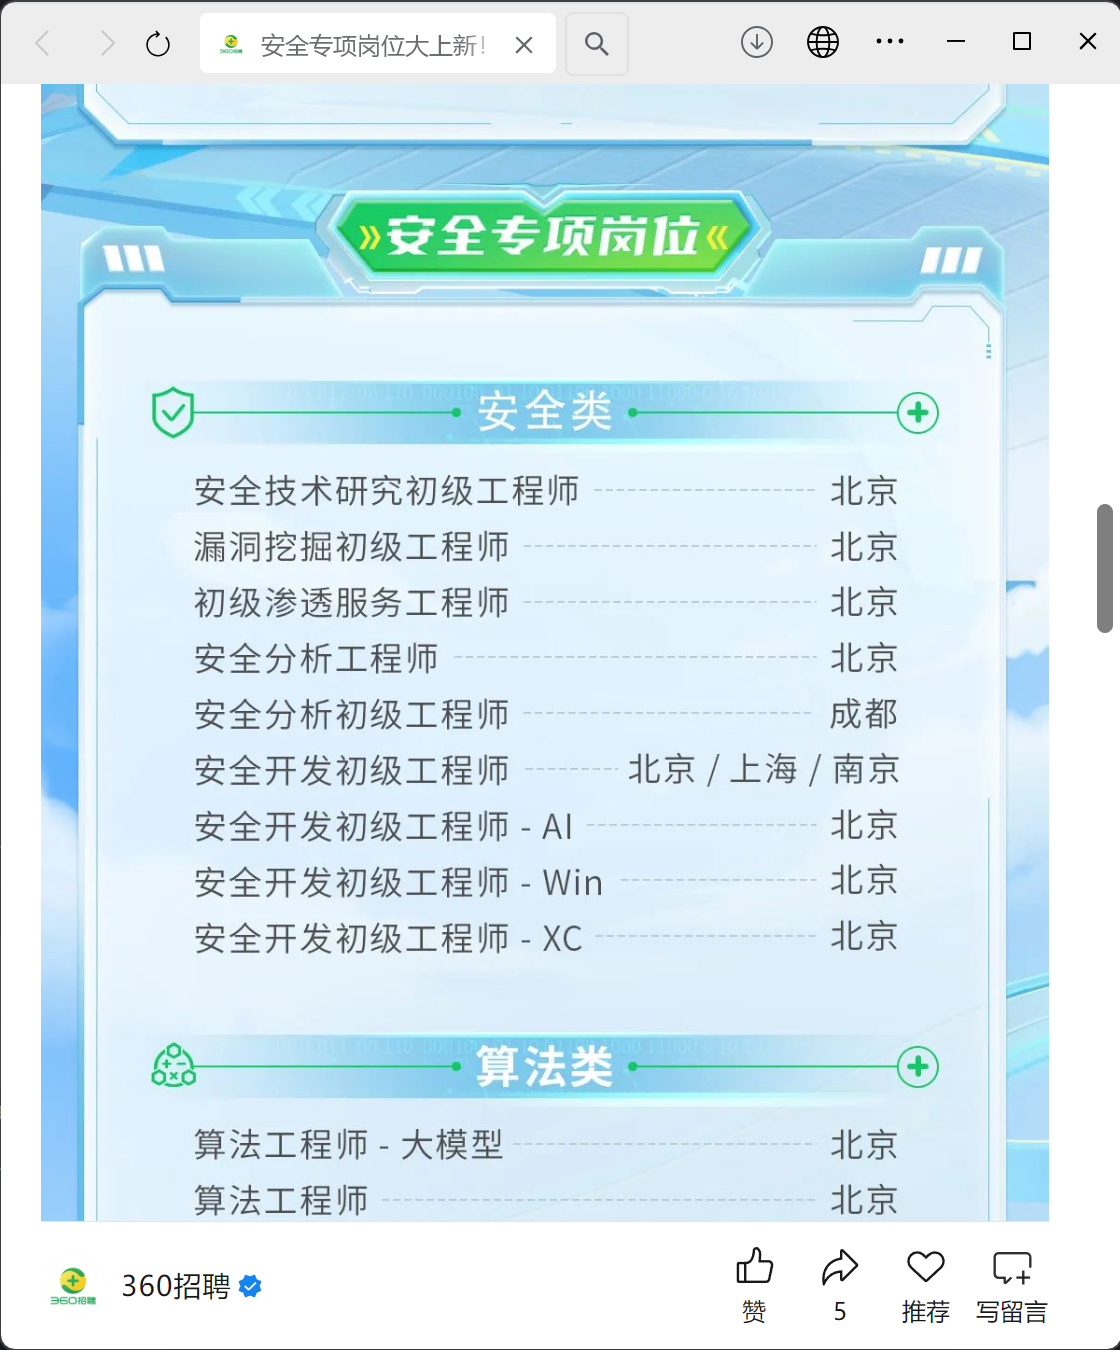 安全专项岗位大上新!
安全专项岗位
安全类
安全技术研究初级工程师 北京
漏洞挖掘初级工程师 北京
初级渗透服务工程师 北京
安全分析工程师 北京
安全分析初级工程师 成都
安全开发初级工程师 北京 / 上海 / 南京
安全开发初级工程师 - AI 北京
安全开发初级工程师 - Win 北京
安全开发初级工程师 - XC 北京
算法类
算法工程师 - 大模型 北京
算法工程师 北京
360招聘
360招聘
赞 5 推荐 写留言